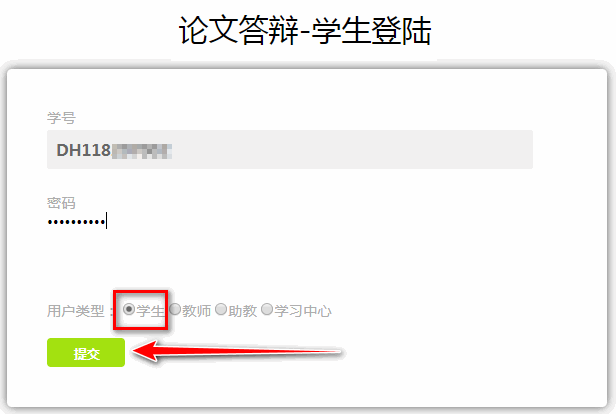 论文答辩-学生登陆
学号
DH118
密码
用户类型： 学生 教师 助教 学习中心
提交